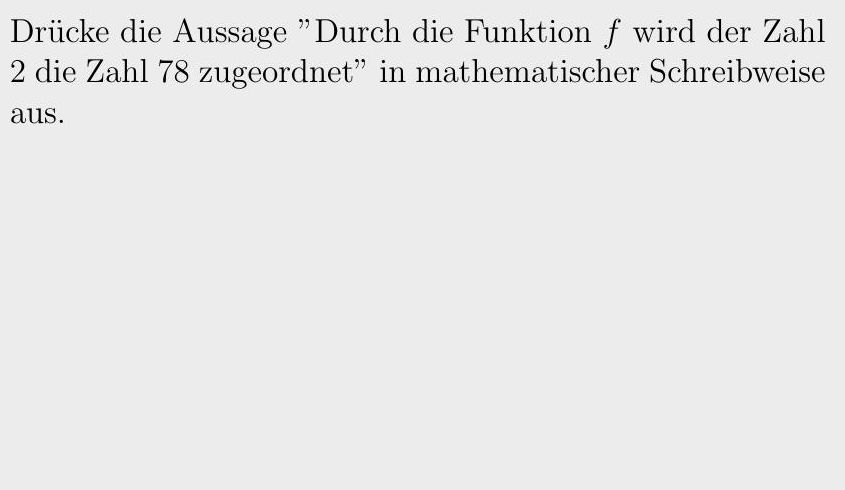 Drücke die Aussage ”Durch die Funktion f wird der Zahl
2 die Zahl 78 zugeordnet” in mathematischer Schreibweise
aus.